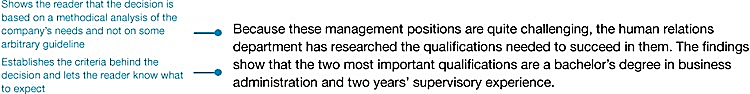 Shows the reader that the decision is
based on a methodical analysis of the
company's needs and not on some
arbitrary guideline
Establishes the criteria behind the
decision and lets the reader know what
to expect
Because these management positions are quite challenging, the human relations
department has researched the qualifications needed to succeed in them. The findings
show that the two most important qualifications are a bachelor's degree in business
administration and two years' supervisory experience.